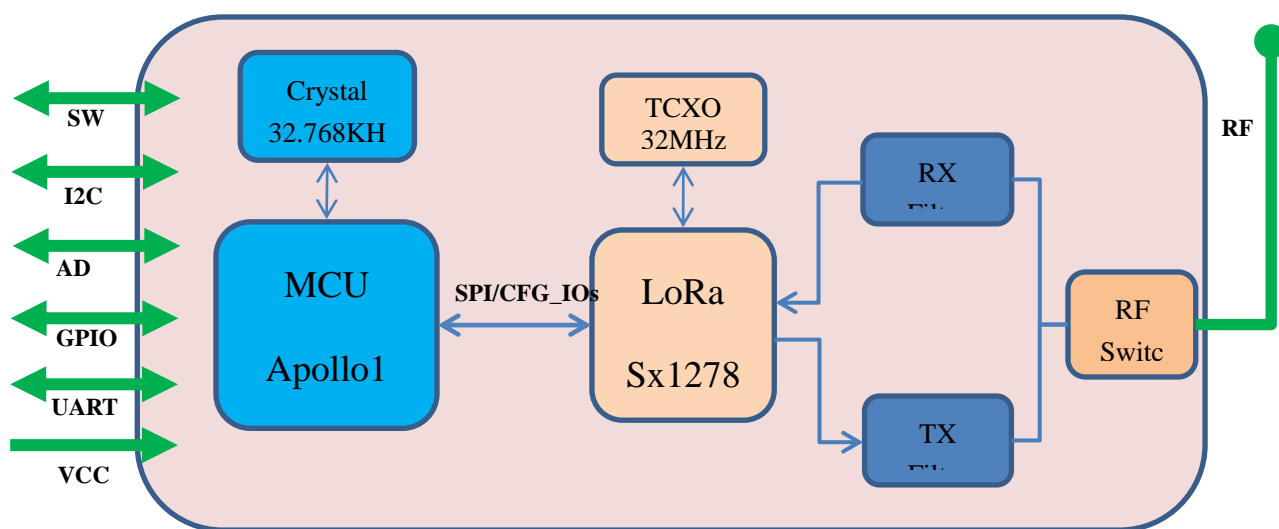 SW
I2C
AD
GPIO
UART
VCC
Crystal
32.768KH
MCU
Apollo1
SPI/CFG_IOs
TCXO
32MHz
LoRa
Sx1278
RX
TX
RF
Switc
RF